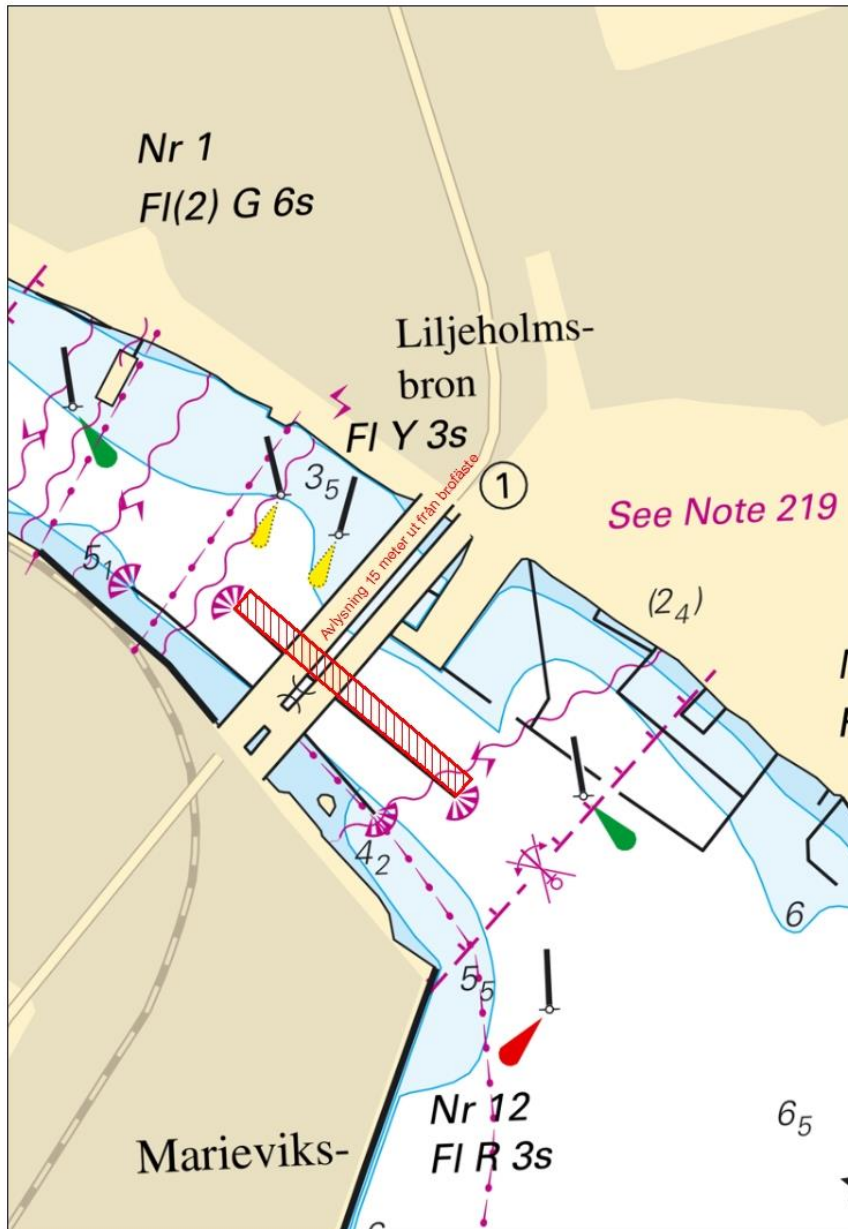 Nr 1
Fl(2) G 6s
Liljeholms-
bron
Fl Y 3s
1
Avlysning 15 meter ut från brofäste
See Note 219
3₅
5₁
(2₄)
4₂
6
5₅
Nr 12
Fl R 3s
6₅
Marieviks-